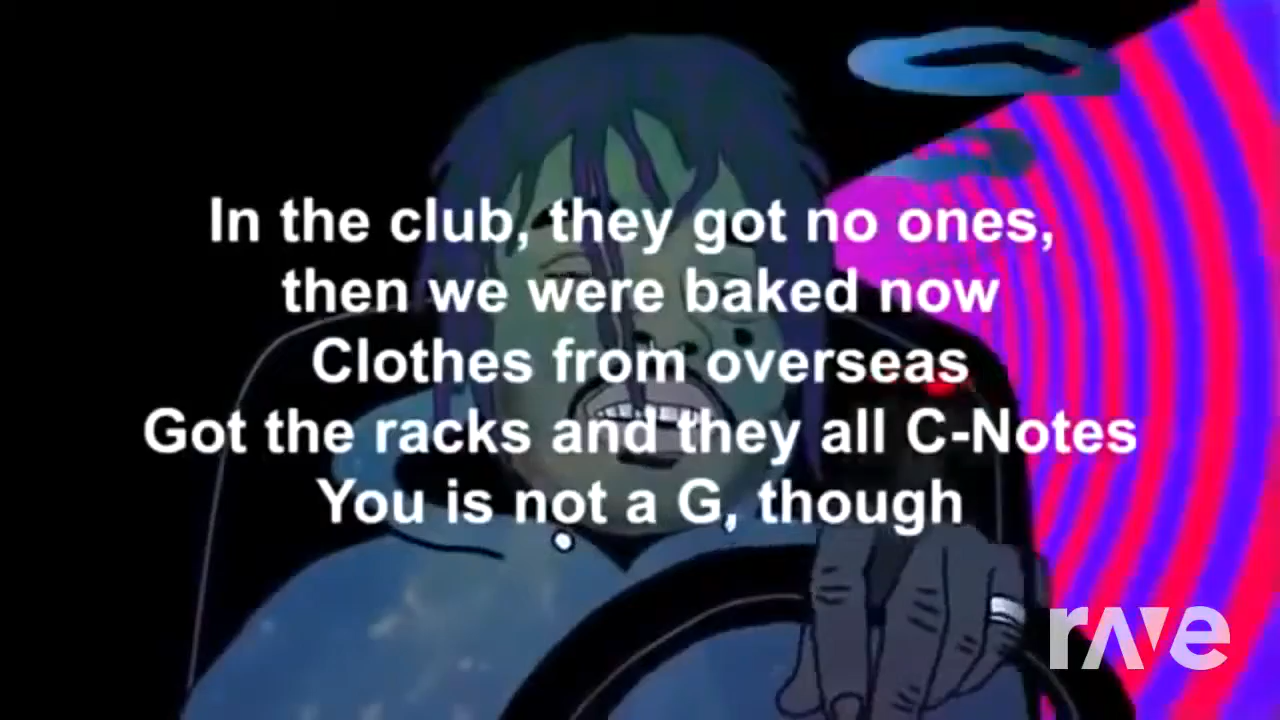 In the club, they got no ones,
then we were baked now
Clothes from overseas
Got the racks and they all C-Notes
You is not a G, though
rave